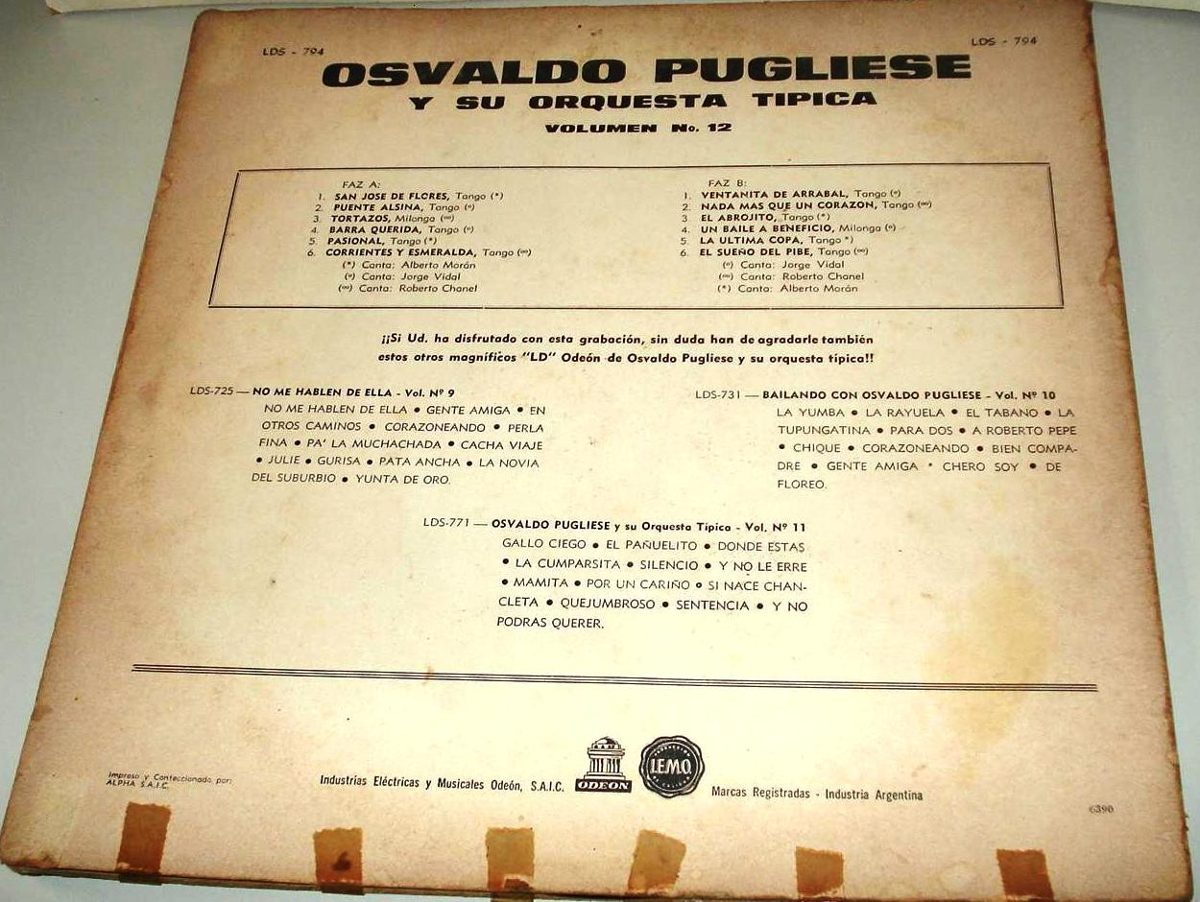 LDS - 794
LDS - 794
OSVALDO PUGLIESE
Y SU ORQUESTA TIPICA
VOLUMEN No. 12
FAZ A:
1. SAN JOSE DE FLORES, Tango (*)
2. PUENTE ALSINA, Tango (º)
3. TORTAZOS, Milonga (ºº)
4. BARRA QUERIDA, Tango (º)
5. PASIONAL, Tango (*)
6. CORRIENTES Y ESMERALDA, Tango (ºº)
(*) Canta: Alberto Morán
(º) Canta: Jorge Vidal
(ºº) Canta: Roberto Chanel
FAZ B:
1. VENTANITA DE ARRABAL, Tango (º)
2. NADA MAS QUE UN CORAZON, Tango (ºº)
3. EL ABROJITO, Tango (*)
4. UN BAILE A BENEFICIO, Milonga (º)
5. LA ULTIMA COPA, Tango *)
6. EL SUEÑO DEL PIBE, Tango (ºº)
(º) Canta: Jorge Vidal
(ºº) Canta: Roberto Chanel
(*) Canta: Alberto Morán
¡¡Si Ud. ha disfrutado con esta grabación, sin duda han de agradarle también
estos otros magníficos "LD" Odeón de Osvaldo Pugliese y su orquesta típica!!
LDS-725 — NO ME HABLEN DE ELLA - Vol. Nº 9
NO ME HABLEN DE ELLA • GENTE AMIGA • EN
OTROS CAMINOS • CORAZONEANDO • PERLA
FINA • PA' LA MUCHACHADA • CACHA VIAJE
• JULIE • GURISA • PATA ANCHA • LA NOVIA
DEL SUBURBIO • YUNTA DE ORO.
LDS-731 — BAILANDO CON OSVALDO PUGLIESE - Vol. Nº 10
LA YUMBA • LA RAYUELA • EL TABANO • LA
TUPUNGATINA • PARA DOS • A ROBERTO PEPE
• CHIQUE • CORAZONEANDO • BIEN COMPA-
DRE • GENTE AMIGA • CHERO SOY • DE
FLOREO.
LDS-771 — OSVALDO PUGLIESE y su Orquesta Típica - Vol. Nº 11
GALLO CIEGO • EL PAÑUELITO • DONDE ESTAS
• LA CUMPARSITA • SILENCIO • Y NO LE ERRE
• MAMITA • POR UN CARIÑO • SI NACE CHAN-
CLETA • QUEJUMBROSO • SENTENCIA • Y NO
PODRAS QUERER.
Impreso y Confeccionado por:
ALPHA S.A.I.C.
Industrias Eléctricas y Musicales Odeón, S.A.I.C.
ODEON
I.E.M.O.
Marcas Registradas - Industria Argentina
6390